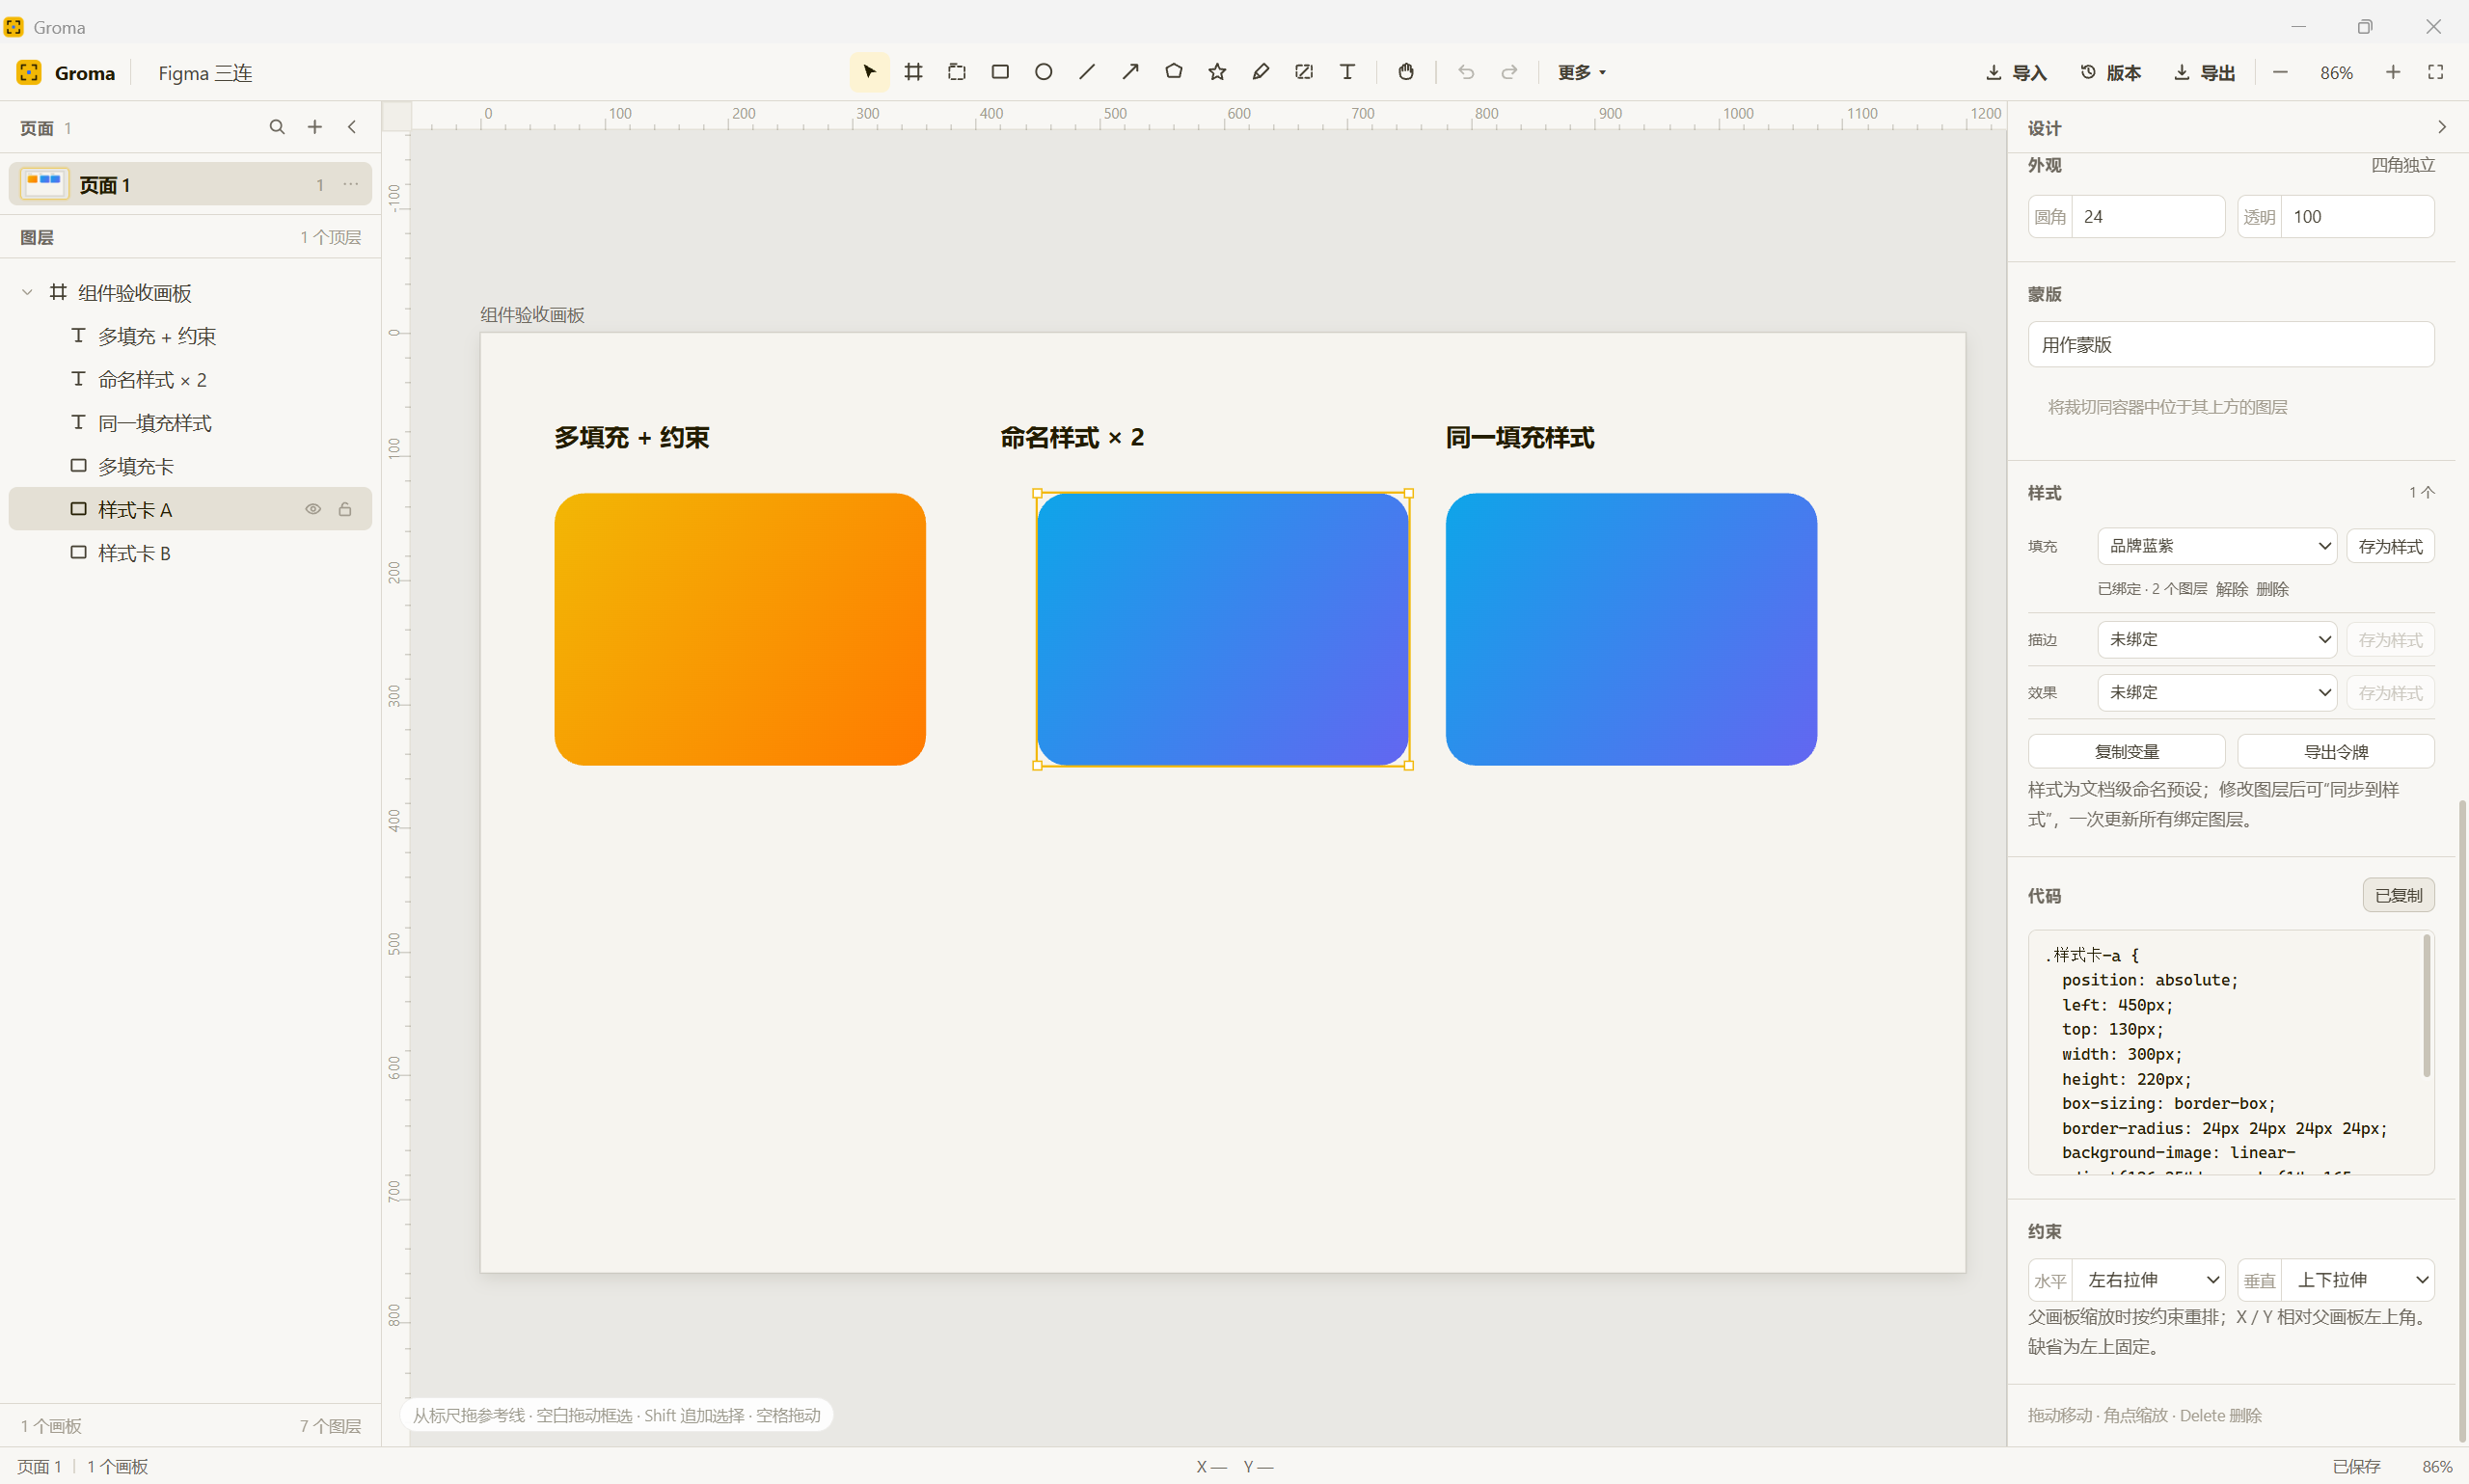 Groma
Groma
Figma 三连
更多
导入
版本
导出
86%
页面 1
页面 1
1
图层
1 个顶层
组件验收画板
多填充 + 约束
命名样式 × 2
同一填充样式
多填充卡
样式卡 A
样式卡 B
1 个画板
7 个图层
0 100 200 300 400 500 600 700 800 900 1000 1100 1200
-100
0
100
200
300
400
500
600
700
800
组件验收画板
多填充 + 约束
命名样式 × 2
同一填充样式
从标尺拖参考线 · 空白拖动框选 · Shift 追加选择 · 空格拖动
设计
外观
四角独立
圆角 24
透明 100
蒙版
用作蒙版
将裁切同容器中位于其上方的图层
样式
1 个
填充 品牌蓝紫 存为样式
已绑定 · 2 个图层 解除 删除
描边 未绑定 存为样式
效果 未绑定 存为样式
复制变量 导出令牌
样式为文档级命名预设；修改图层后可"同步到样
式"，一次更新所有绑定图层。
代码
已复制
.样式卡-a {
position: absolute;
left: 450px;
top: 130px;
width: 300px;
height: 220px;
box-sizing: border-box;
border-radius: 24px 24px 24px 24px;
background-image: linear-
约束
水平 左右拉伸
垂直 上下拉伸
父画板缩放时按约束重排；X / Y 相对父画板左上角。
缺省为左上固定。
拖动移动 · 角点缩放 · Delete 删除
页面 1
1 个画板
X — Y —
已保存
86%